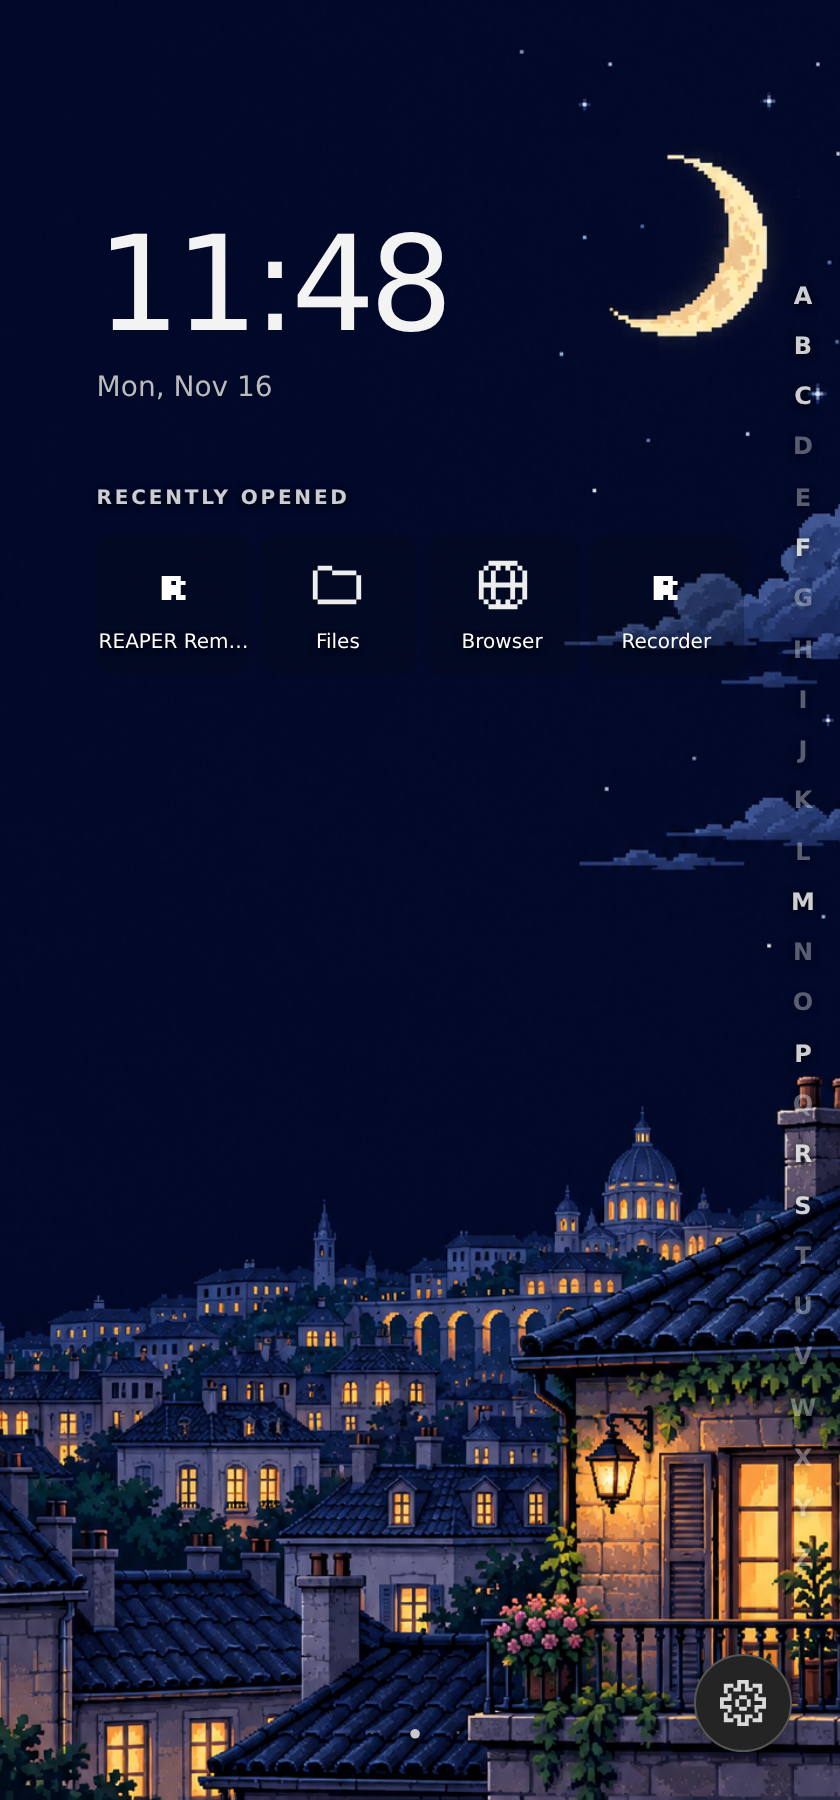 11:48
Mon, Nov 16
RECENTLY OPENED
R
R
REAPER Rem...
Files
Browser
Recorder
A
B
C
D
E
F
G
H
I
J
K
L
M
N
O
P
Q
R
S
T
U
V
W
X
Y
Z